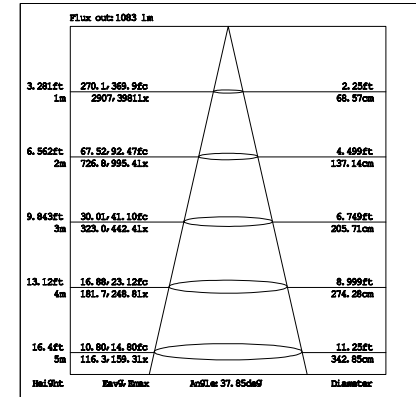 Flux out:1083 lm
3.281ft 270.1,369.9fc 2.25ft
1m 2907,3981lx 68.57cm
6.562ft 67.52,92.47fc 4.499ft
2m 726.8,995.4lx 137.14cm
9.843ft 30.01,41.10fc 6.749ft
3m 323.0,442.4lx 205.71cm
13.12ft 16.88,23.12fc 8.999ft
4m 181.7,248.8lx 274.28cm
16.4ft 10.80,14.80fc 11.25ft
5m 116.3,159.3lx 342.85cm
Height Eavg,Emax Angle:37.85deg Diameter